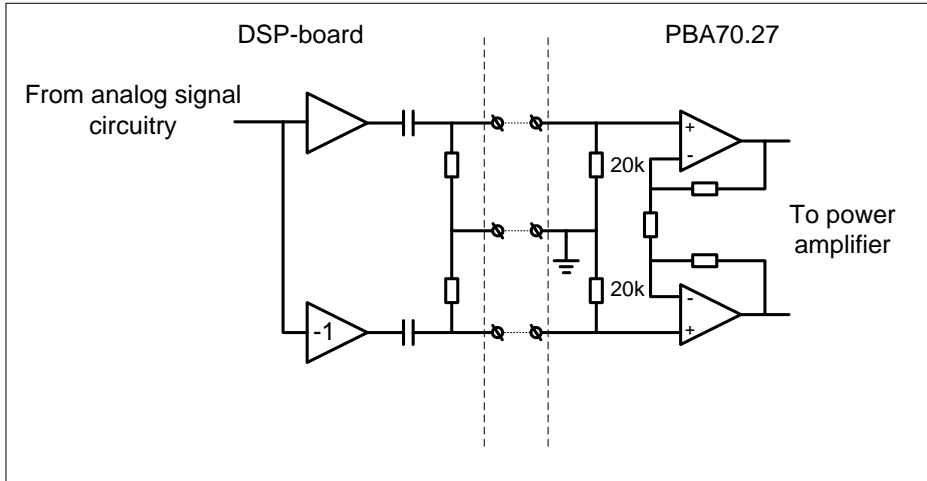 DSP-board
PBA70.27
From analog signal
circuitry
+
-
20k
To power
amplifier
20k
-
+
-1